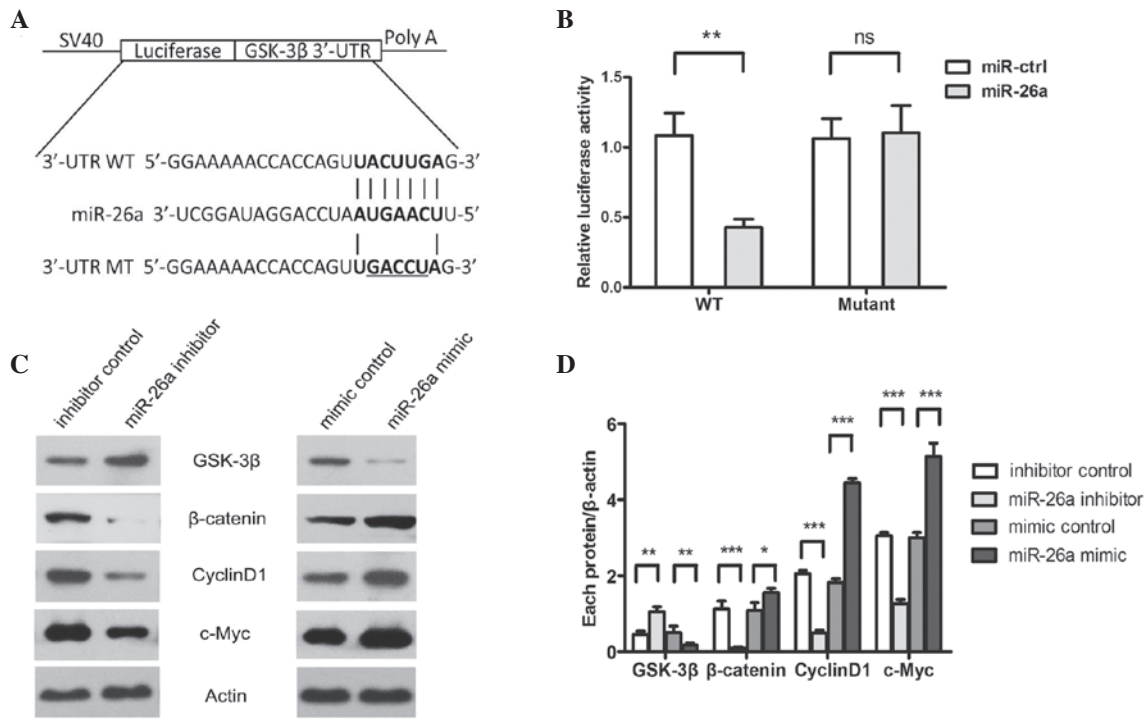 A
SV40
Luciferase
GSK-3β 3′-UTR
Poly A
3′-UTR WT 5′-GGAAAAACCACCAGUUACUUGAG-3′
miR-26a 3′-UCGGAUAGGACCUAAUGAACUU-5′
3′-UTR MT 5′-GGAAAAACCACCAGUUGACCUAG-3′
B
Relative luciferase activity
1.5
1.0
0.5
0.0
**
ns
WT
Mutant
miR-ctrl
miR-26a
C
inhibitor control
miR-26a inhibitor
mimic control
miR-26a mimic
GSK-3β
β-catenin
CyclinD1
c-Myc
Actin
D
Each protein/β-actin
6
4
2
0
**
**
***
*
***
***
***
***
GSK-3β
β-catenin
CyclinD1
c-Myc
inhibitor control
miR-26a inhibitor
mimic control
miR-26a mimic